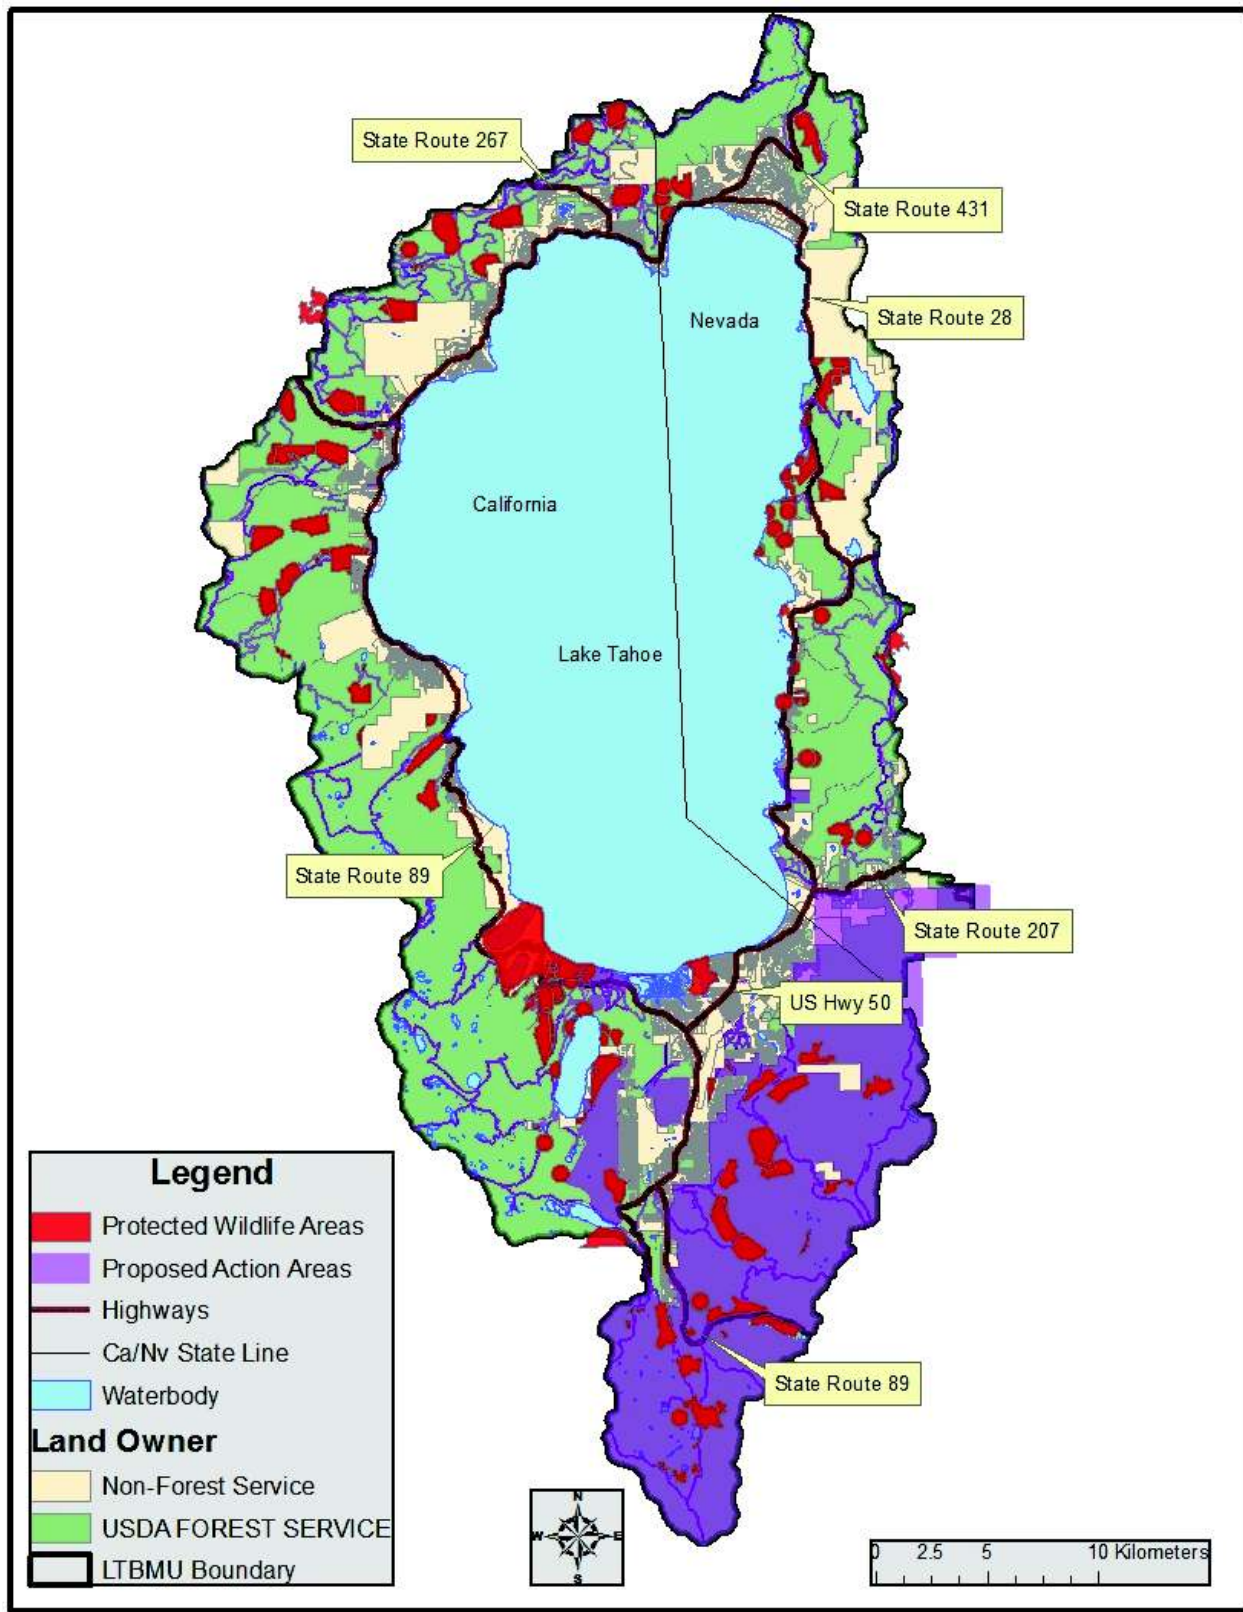 State Route 267
State Route 431
State Route 28
Nevada
California
Lake Tahoe
State Route 89
State Route 207
US Hwy 50
State Route 89
Legend
Protected Wildlife Areas
Proposed Action Areas
Highways
Ca/Nv State Line
Waterbody
Land Owner
Non-Forest Service
USDA FOREST SERVICE
LTBMU Boundary
N
W E
S
0 2.5 5 10 Kilometers